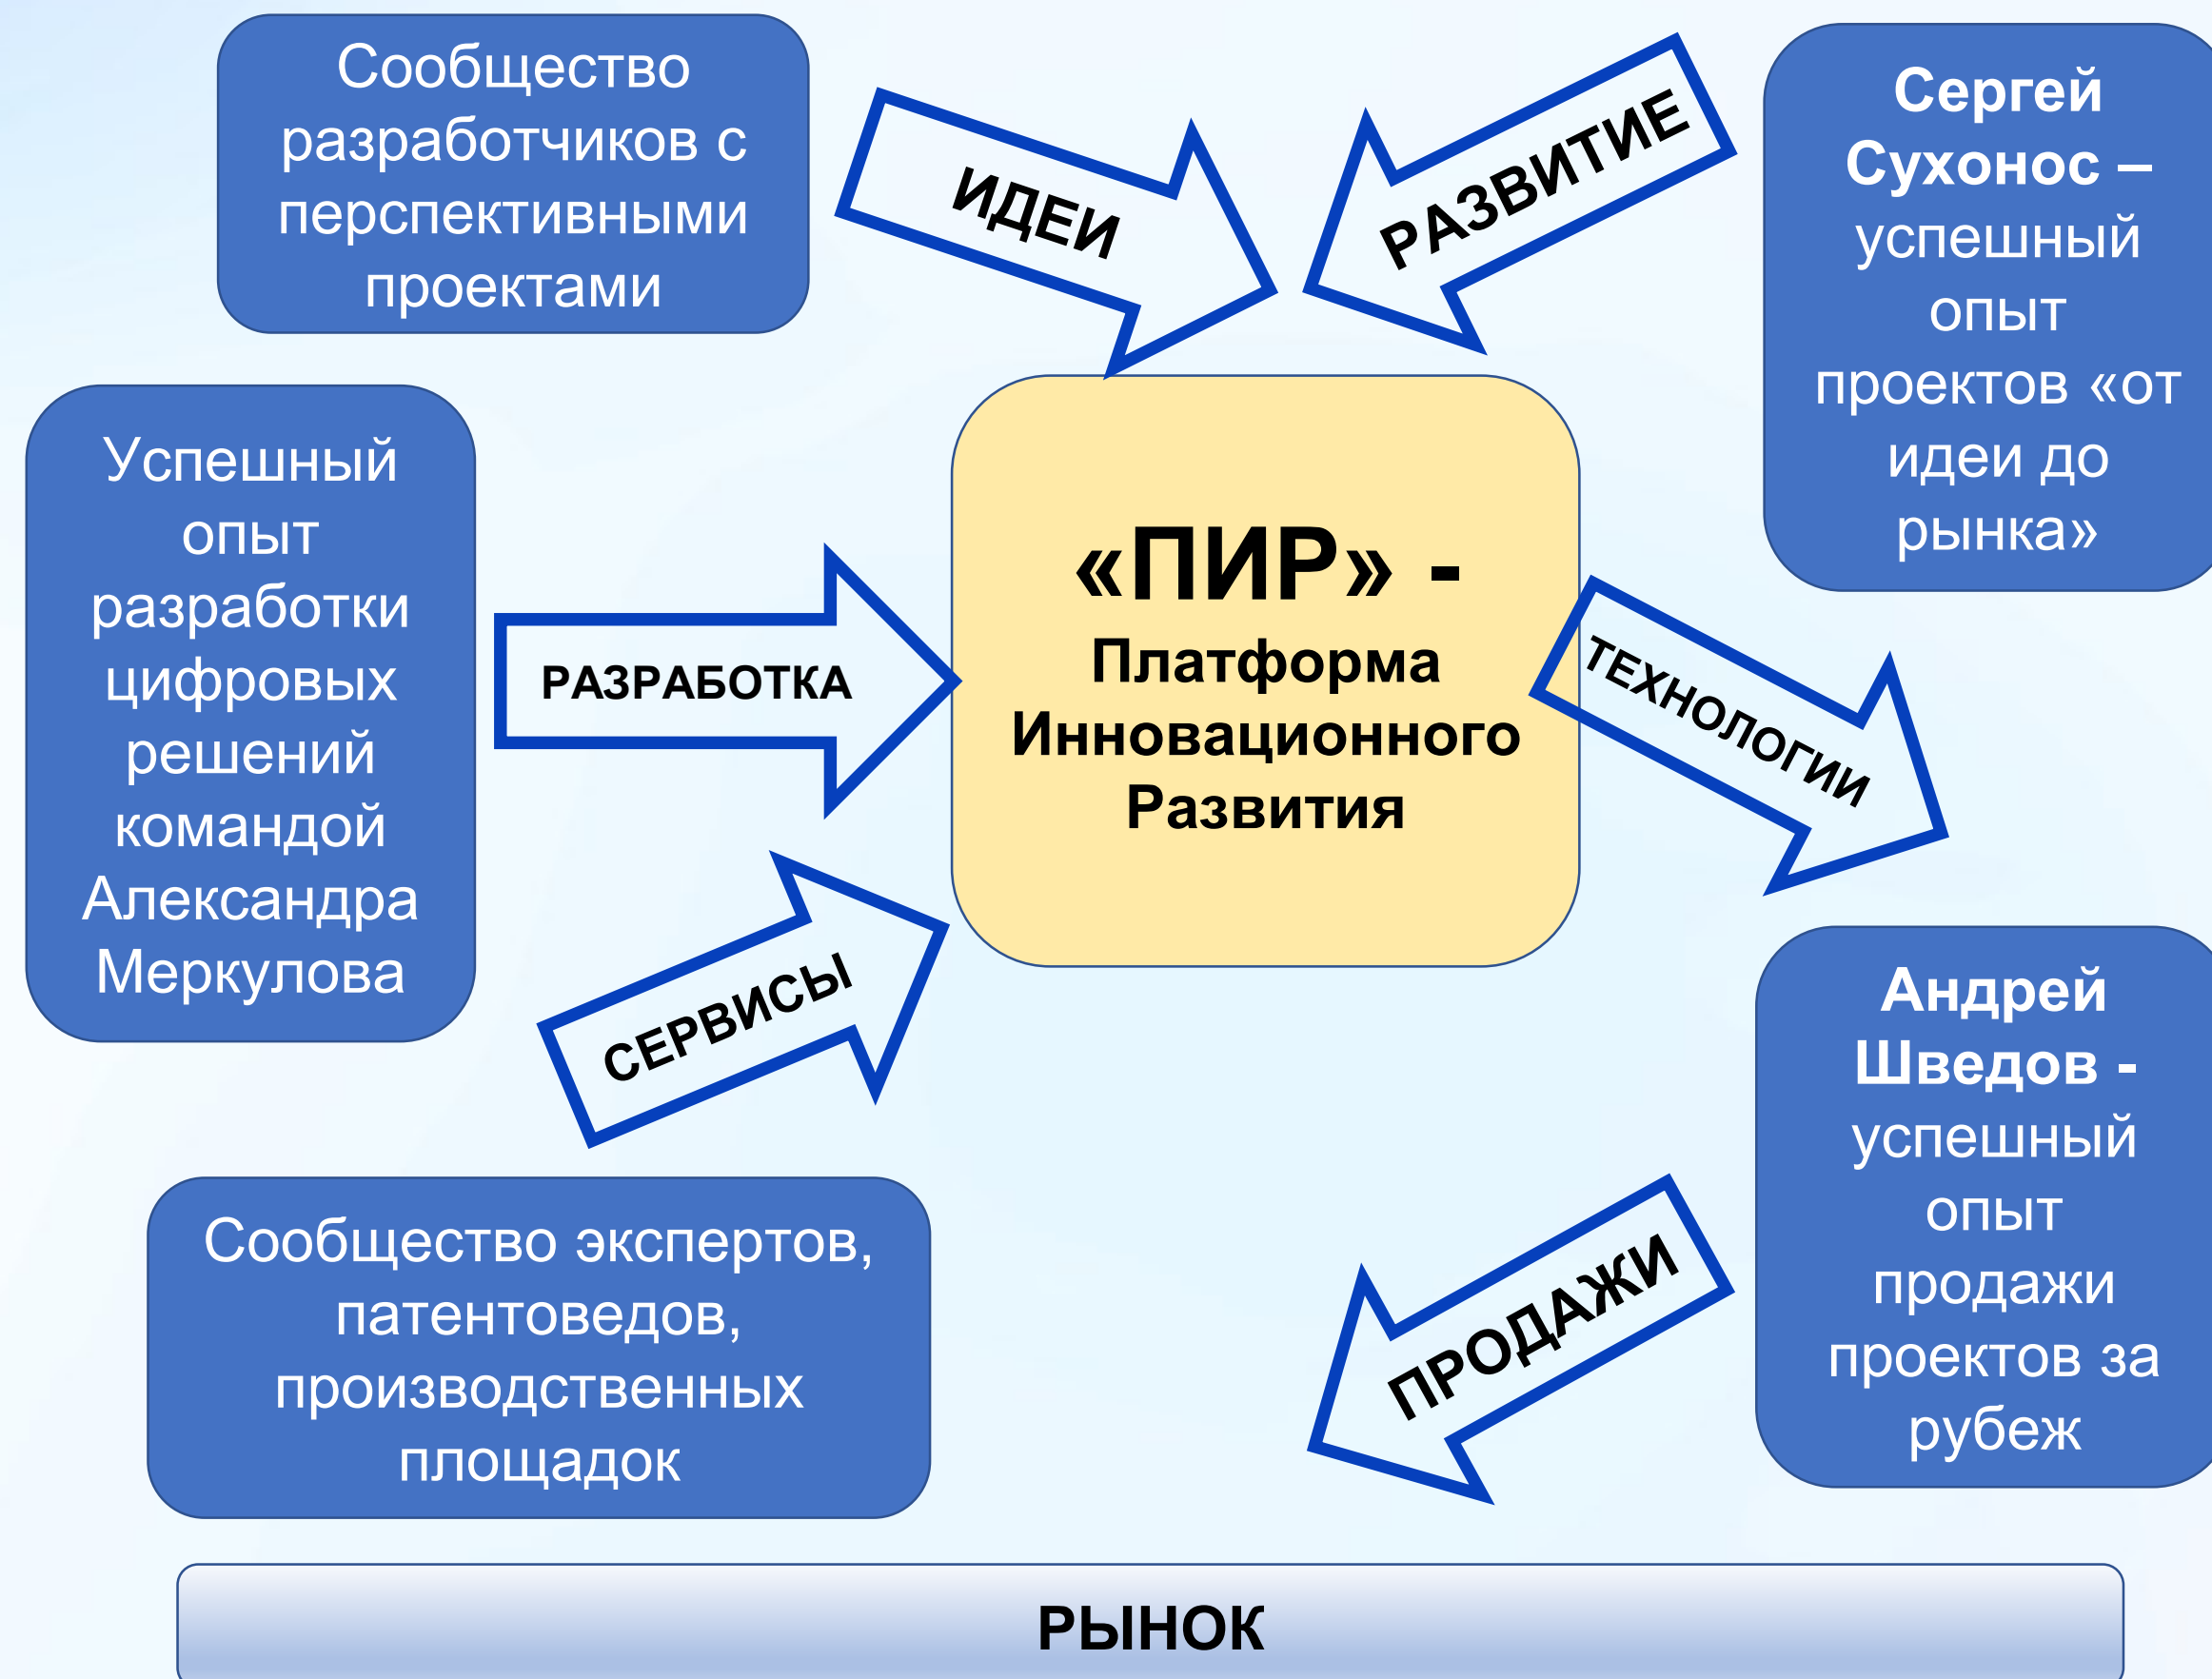 Сообщество
разработчиков с
перспективными
проектами
ИДЕИ
РАЗВИТИЕ
Сергей
Сухонос –
успешный
опыт
проектов «от
идеи до
рынка»
Успешный
опыт
разработки
цифровых
решений
командой
Александра
Меркулова
РАЗРАБОТКА
«ПИР» -
Платформа
Инновационного
Развития
ТЕХНОЛОГИИ
СЕРВИСЫ
Андрей
Шведов -
успешный
опыт
продажи
проектов за
рубеж
Сообщество экспертов,
патентоведов,
производственных
площадок
ПРОДАЖИ
РЫНОК